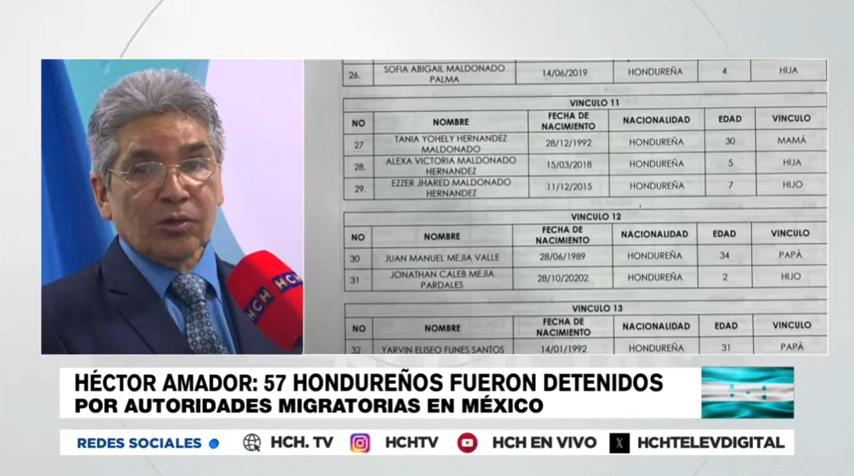 26. SOFIA ABIGAIL MALDONADO PALMA 14/06/2019 HONDUREÑA 4 HIJA
VINCULO 11
NO NOMBRE FECHA DE NACIMIENTO NACIONALIDAD EDAD VINCULO
27 TANIA YOHELY HERNANDEZ MALDONADO 28/12/1992 HONDUREÑA 30 MAMÁ
28. ALEXA VICTORIA MALDONADO HERNANDEZ 15/03/2018 HONDUREÑA 5 HIJA
29. EZZER JHARED MALDONADO HERNANDEZ 11/12/2015 HONDUREÑA 7 HIJO
VINCULO 12
NO NOMBRE FECHA DE NACIMIENTO NACIONALIDAD EDAD VINCULO
30 JUAN MANUEL MEJIA VALLE 28/06/1989 HONDUREÑA 34 PAPÁ
31 JONATHAN CALEB MEJIA PARDALES 28/10/20202 HONDUREÑA 2 HIJO
VINCULO 13
NO NOMBRE FECHA DE NACIMIENTO NACIONALIDAD EDAD VINCULO
32 YARVIN ELISEO FUNES SANTOS 14/01/1992 HONDUREÑA 31 PAPÁ
HCH
HÉCTOR AMADOR: 57 HONDUREÑOS FUERON DETENIDOS
POR AUTORIDADES MIGRATORIAS EN MÉXICO
REDES SOCIALES HCH. TV HCHTV HCH EN VIVO X HCHTELEVDIGITAL